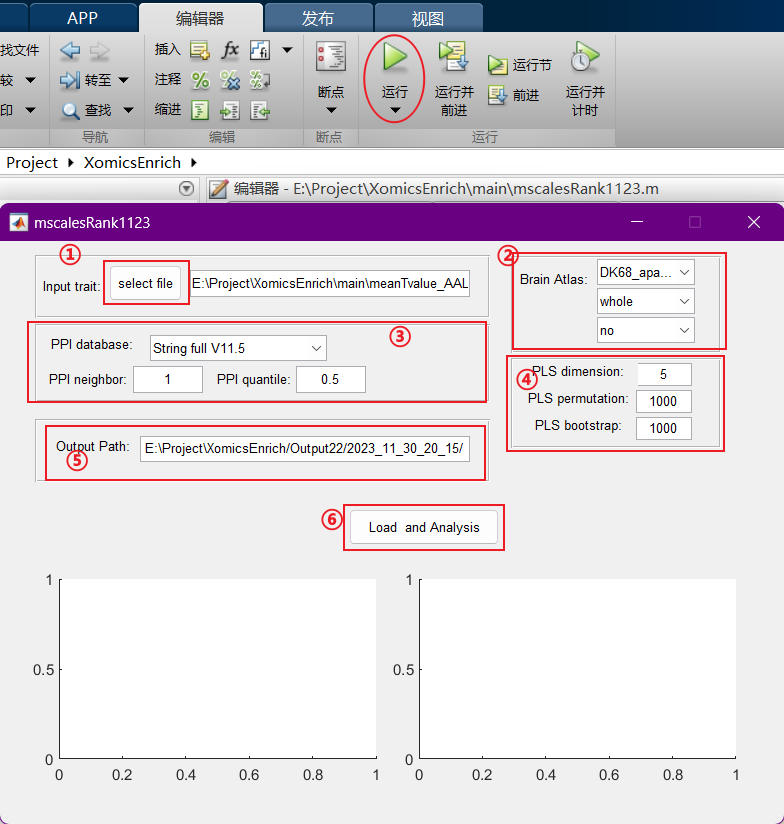 APP 编辑器 发布 视图
找文件 插入 fx
较 转至 注释 断点 运行 运行并前进 运行节 前进 运行并计时
印 查找 缩进
导航 编辑 断点 运行
Project XomicsEnrich
编辑器 - E:\Project\XomicsEnrich\main\mscalesRank1123.m
mscalesRank1123
①
Input trait: select file E:\Project\XomicsEnrich\main\meanTvalue_AAL
②
Brain Atlas: DK68_apa...
whole
no
③
PPI database: String full V11.5
PPI neighbor: 1 PPI quantile: 0.5
④
PLS dimension: 5
PLS permutation: 1000
PLS bootstrap: 1000
⑤
Output Path: E:\Project\XomicsEnrich/Output22/2023_11_30_20_15/
⑥
Load and Analysis
1
0.5
0
0 0.2 0.4 0.6 0.8 1
1
0.5
0
0 0.2 0.4 0.6 0.8 1